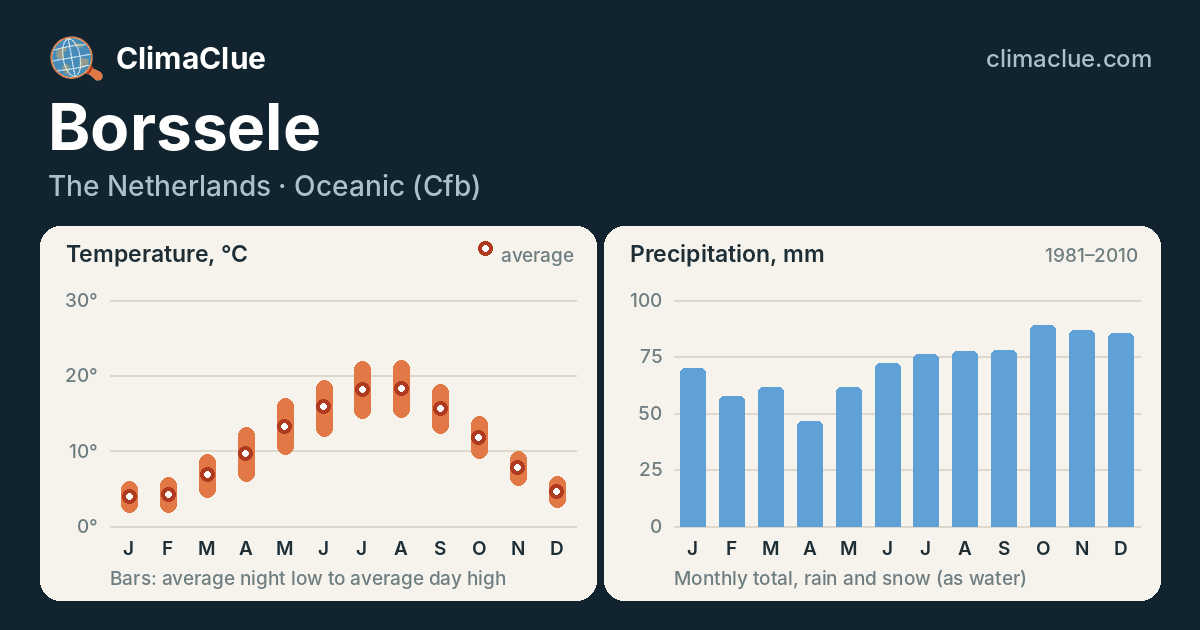 ClimaClue
climaclue.com
Borssele
The Netherlands · Oceanic (Cfb)
Temperature, °C
average
30°
20°
10°
0°
J F M A M J J A S O N D
Bars: average night low to average day high
Precipitation, mm
1981–2010
100
75
50
25
0
J F M A M J J A S O N D
Monthly total, rain and snow (as water)